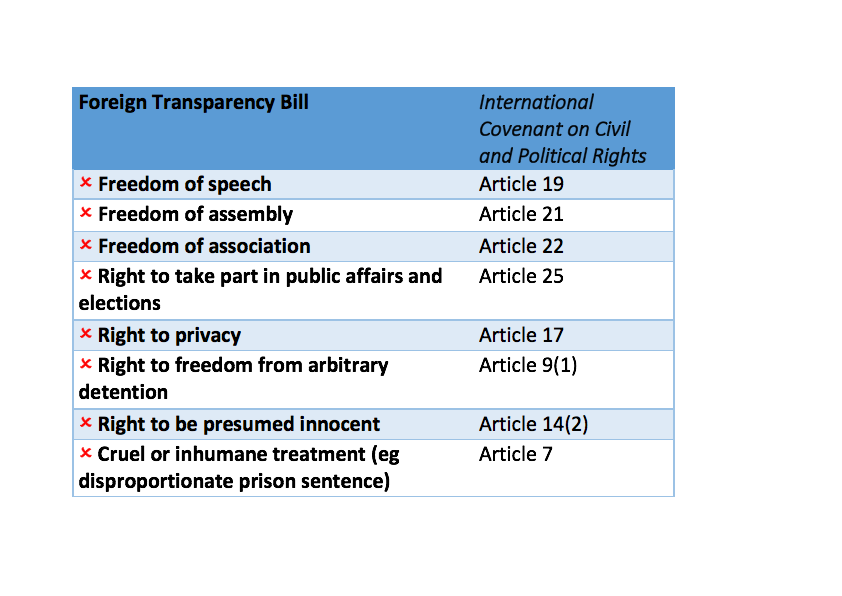 Foreign Transparency Bill
International
Covenant on Civil
and Political Rights
× Freedom of speech
Article 19
× Freedom of assembly
Article 21
× Freedom of association
Article 22
× Right to take part in public affairs and
elections
Article 25
× Right to privacy
Article 17
× Right to freedom from arbitrary
detention
Article 9(1)
× Right to be presumed innocent
Article 14(2)
× Cruel or inhumane treatment (eg
disproportionate prison sentence)
Article 7